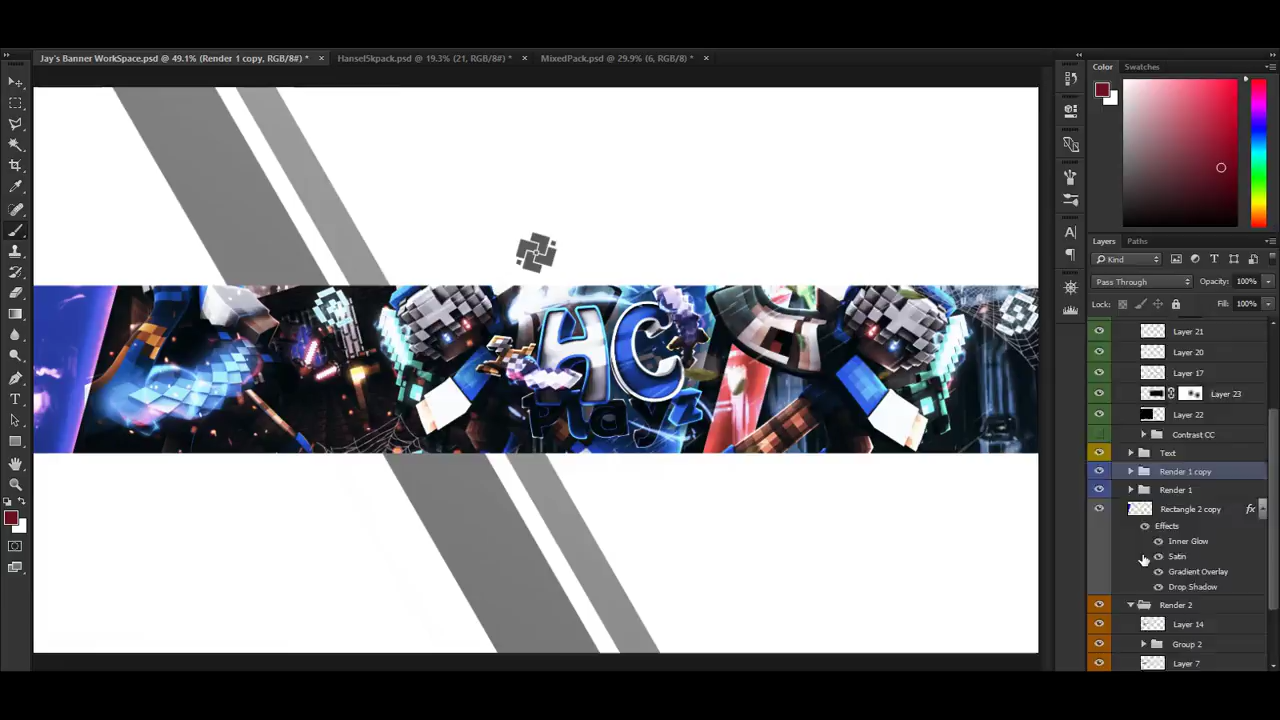 Jay's Banner WorkSpace.psd @ 49.1% (Render 1 copy, RGB/8#) *
Hansel5kpack.psd @ 19.3% (21, RGB/8#) *
MixedPack.psd @ 29.9% (6, RGB/8) *
Color
Swatches
Layers
Paths
Kind
Pass Through
Opacity:
100%
Lock:
Fill:
100%
Layer 21
Layer 20
Layer 17
Layer 23
Layer 22
Contrast CC
Text
Render 1 copy
Render 1
Rectangle 2 copy
fx
Effects
Inner Glow
Satin
Gradient Overlay
Drop Shadow
Render 2
Layer 14
Group 2
Layer 7
HC
Playz